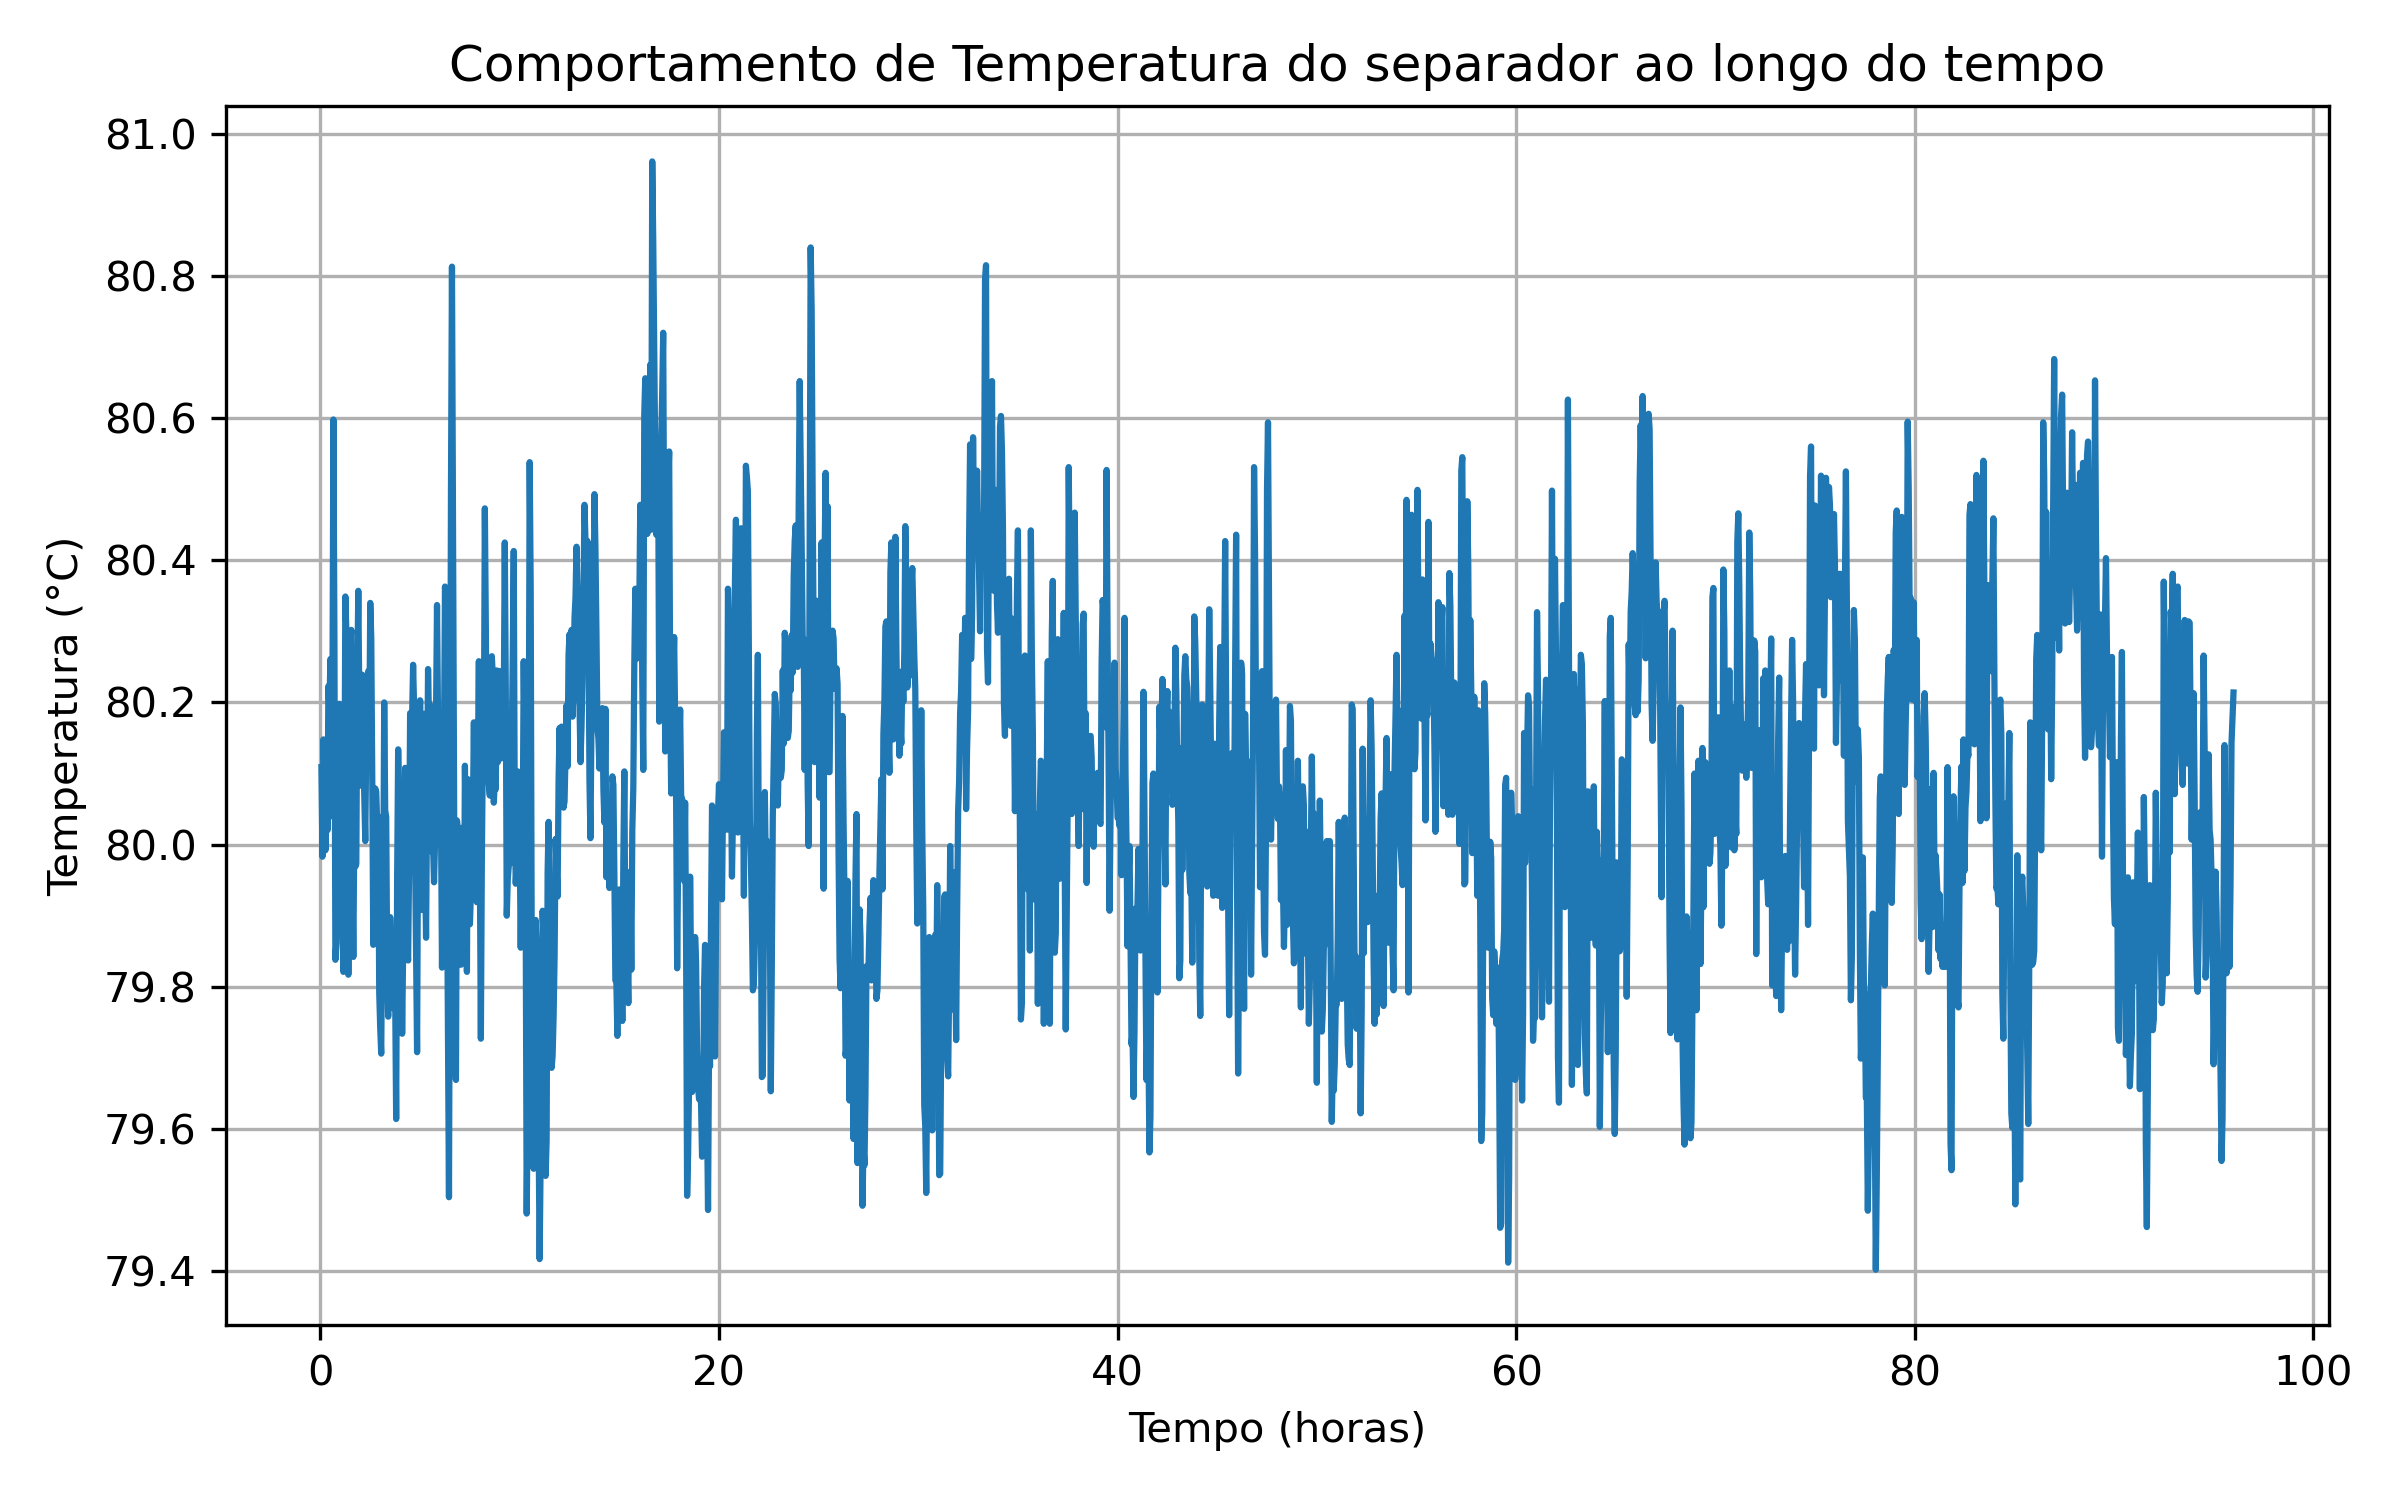 Comportamento de Temperatura do separador ao longo do tempo
Temperatura (°C)
81.0
80.8
80.6
80.4
80.2
80.0
79.8
79.6
79.4
0 20 40 60 80 100
Tempo (horas)